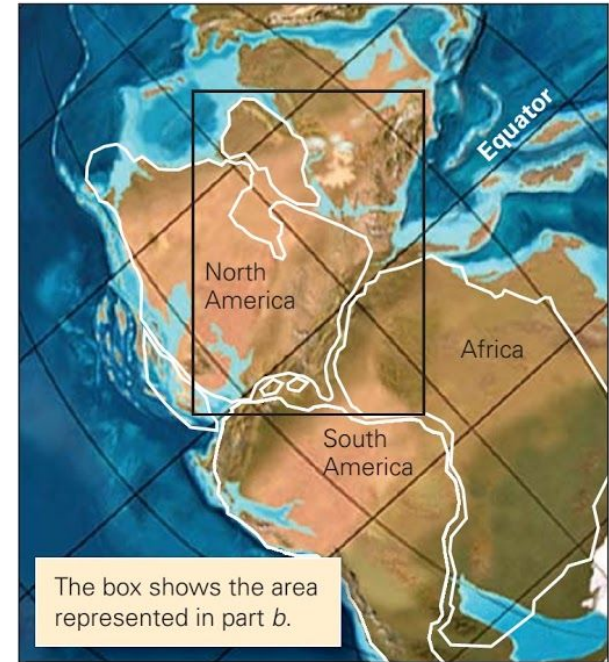 Equator
North
America
Africa
South
America
The box shows the area
represented in part b.